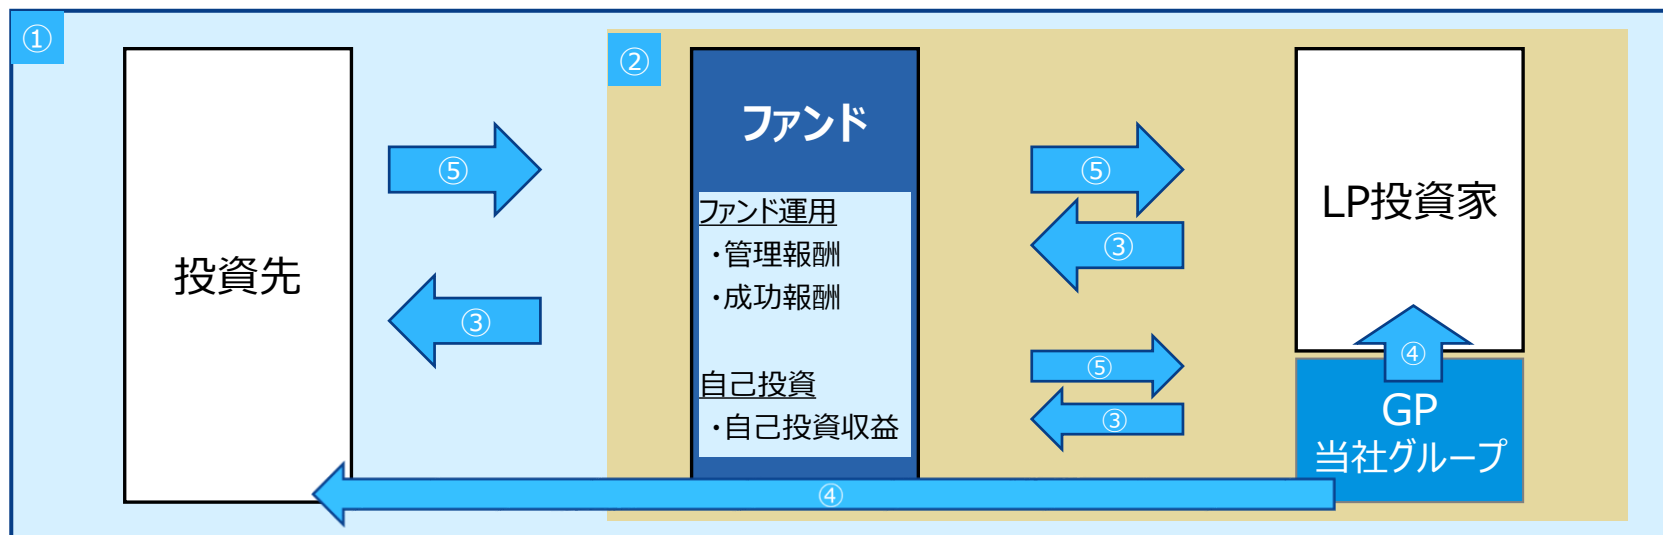 ①
②
投資先
⑤
③
ファンド
ファンド運用
・管理報酬
・成功報酬
自己投資
・自己投資収益
⑤
③
⑤
③
LP投資家
④
GP
当社グループ
④